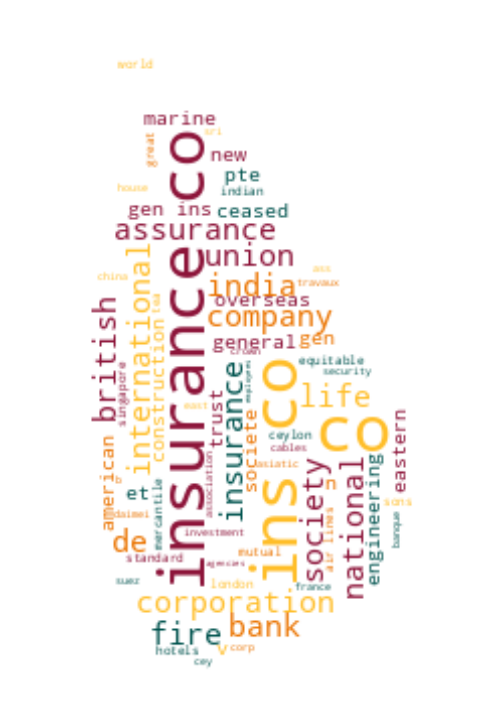 world
marine
great
sri
insurance co
new
pte
indian
house
gen ins
ceased
assurance
union
international
china
ass
india
travaux
overseas
tea
company
british
general
gen
crown
construction
singapore
equitable
security
insurance
employees
ins co
life
trust
east
co
societe
ceylon
cables
eastern
american
association
asiatic
society
national
engineering
et
mercantile
u
b
daimei
sons
air lines
banque
de
investment
standard
mutual
agencies
suez
london
france
corporation
fire
bank
hotels
v
corp
cey